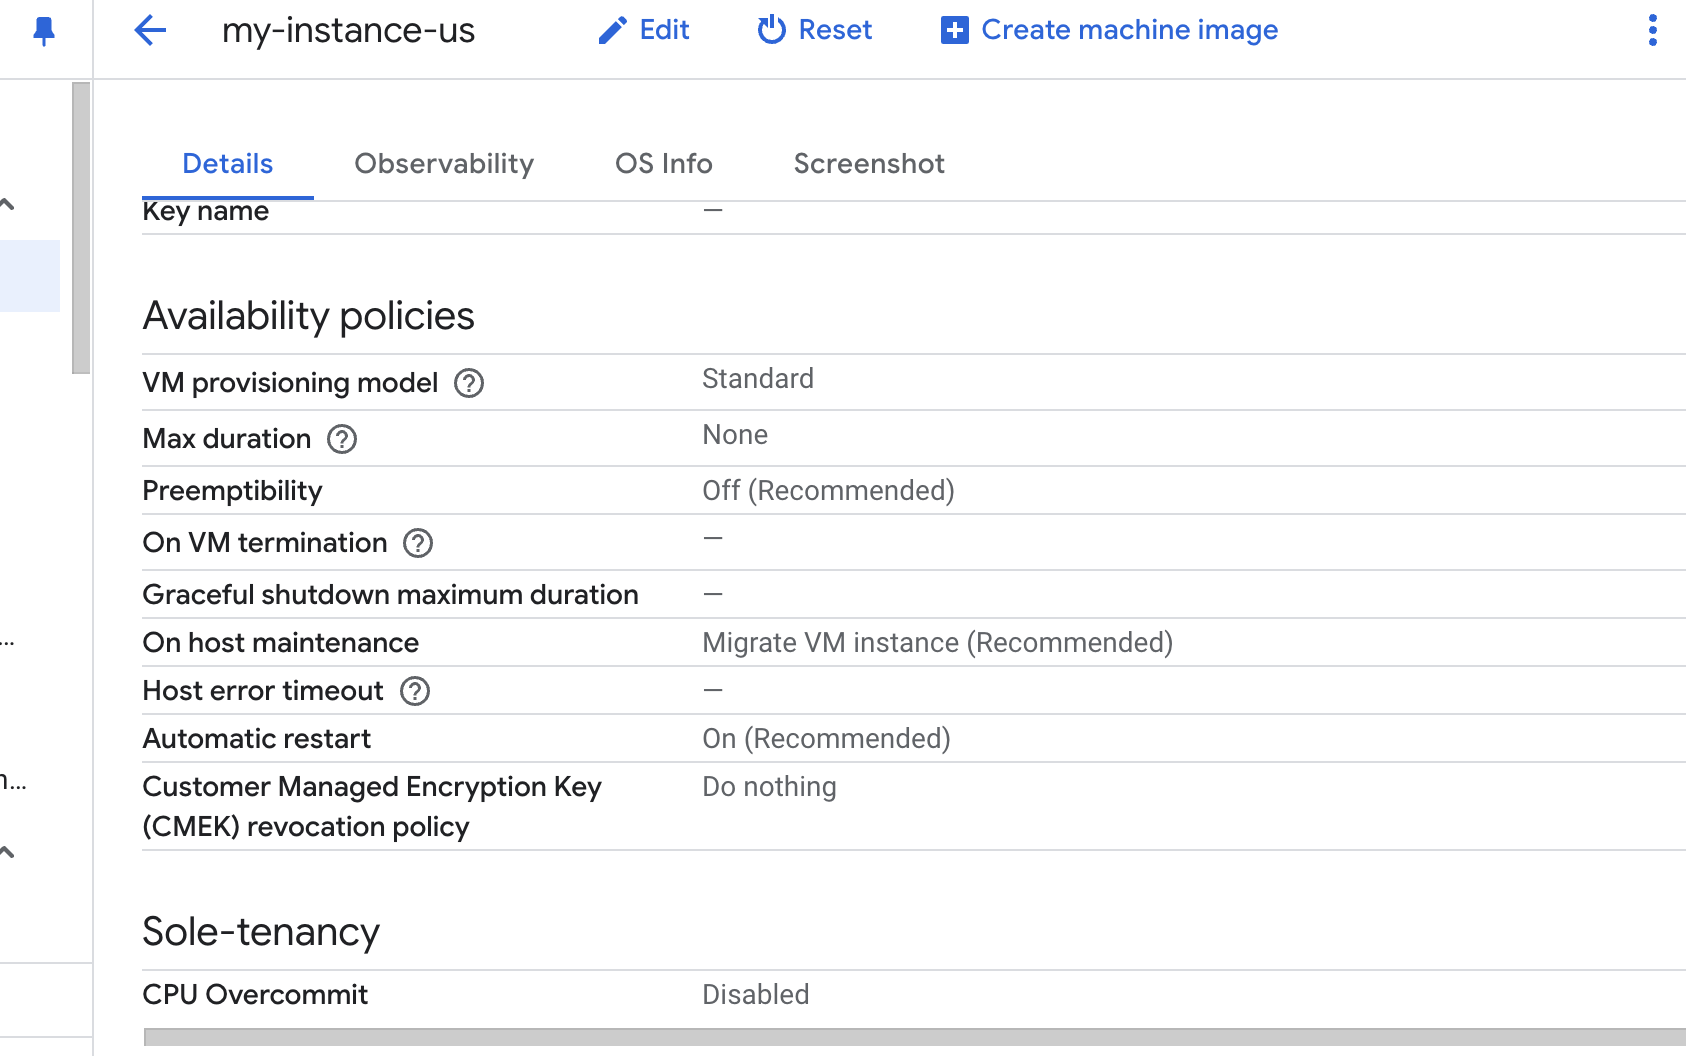 my-instance-us
Edit
Reset
Create machine image
Details
Observability
OS Info
Screenshot
Key name —
Availability policies
VM provisioning model Standard
Max duration None
Preemptibility Off (Recommended)
On VM termination —
Graceful shutdown maximum duration —
On host maintenance Migrate VM instance (Recommended)
Host error timeout —
Automatic restart On (Recommended)
Customer Managed Encryption Key Do nothing
(CMEK) revocation policy
Sole-tenancy
CPU Overcommit Disabled